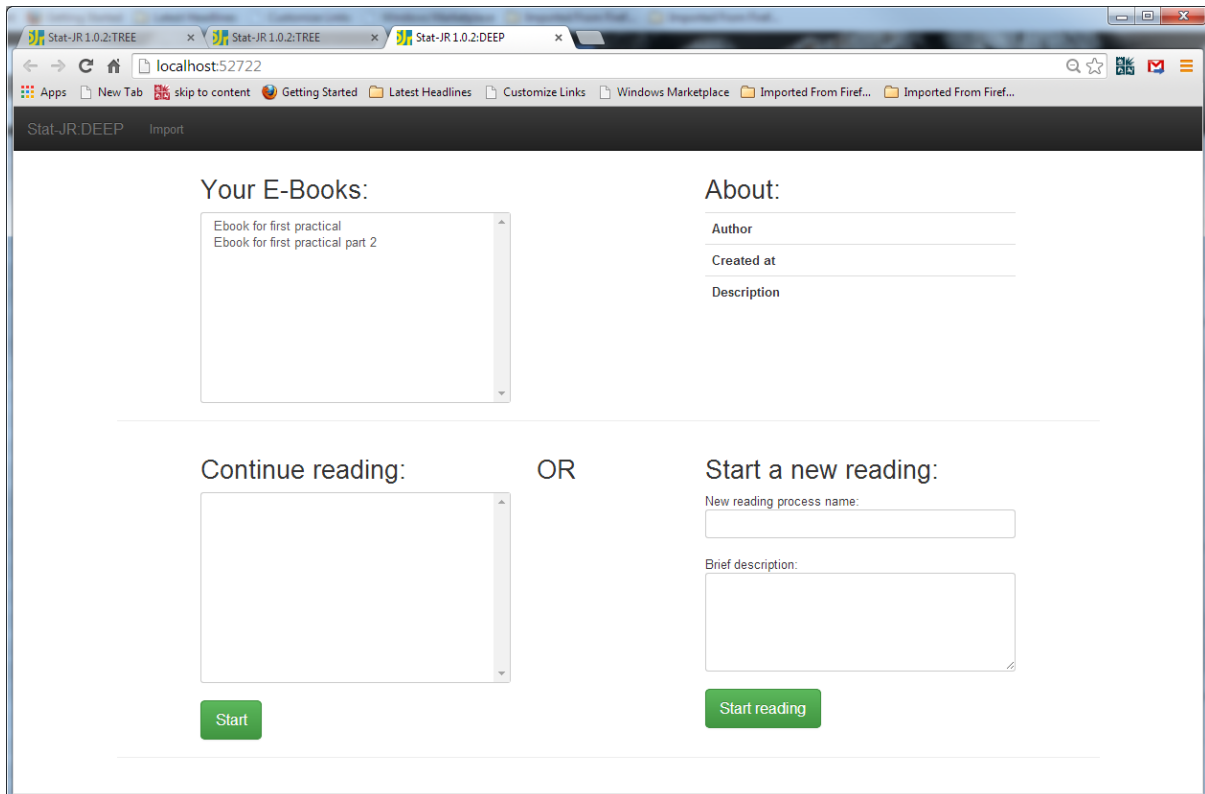 Stat-JR 1.0.2:TREE
Stat-JR 1.0.2:TREE
Stat-JR 1.0.2:DEEP
localhost:52722
Apps New Tab skip to content Getting Started Latest Headlines Customize Links Windows Marketplace Imported From Firef... Imported From Firef...
Stat-JR:DEEP Import
Your E-Books:
Ebook for first practical
Ebook for first practical part 2
About:
Author
Created at
Description
Continue reading:
OR
Start a new reading:
New reading process name:
Brief description:
Start
Start reading